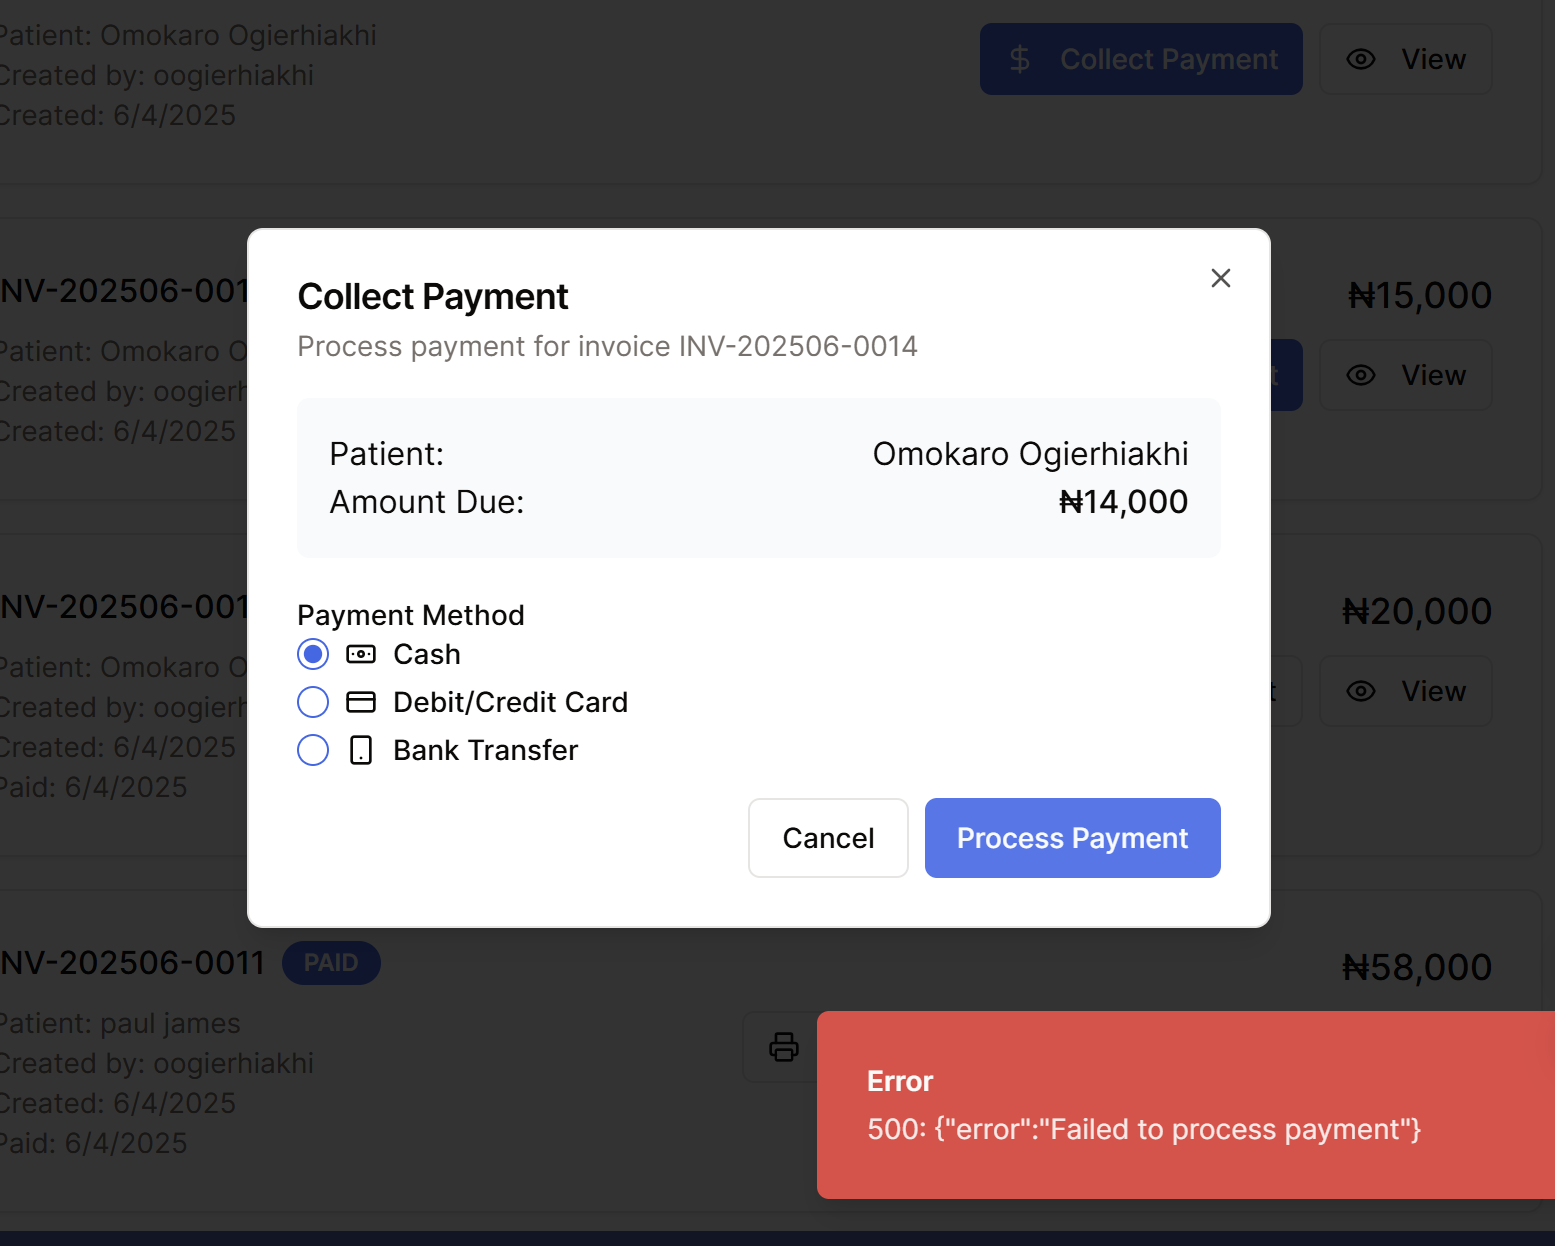 Patient: Omokaro Ogierhiakhi
Created by: oogierhiakhi
Created: 6/4/2025
Collect Payment
View
NV-202506-001
₦15,000
Patient: Omokaro O
Created by: oogierh
Created: 6/4/2025
t
View
Collect Payment
Process payment for invoice INV-202506-0014
Patient:
Omokaro Ogierhiakhi
Amount Due:
₦14,000
Payment Method
Cash
Debit/Credit Card
Bank Transfer
Cancel
Process Payment
NV-202506-001
₦20,000
Patient: Omokaro O
Created by: oogierh
Created: 6/4/2025
Paid: 6/4/2025
t
View
NV-202506-0011
PAID
₦58,000
Patient: paul james
Created by: oogierhiakhi
Created: 6/4/2025
Paid: 6/4/2025
Error
500: {"error":"Failed to process payment"}